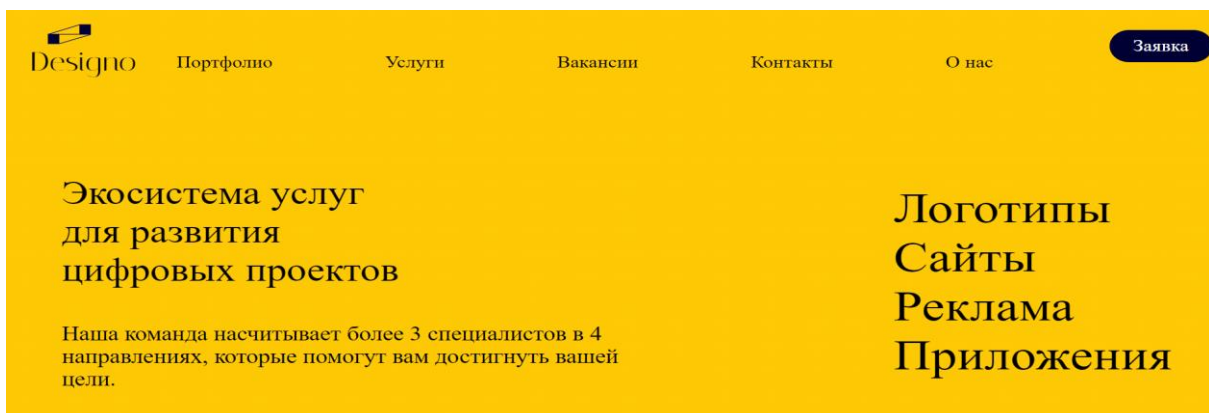 Designo
Портфолио
Услуги
Вакансии
Контакты
О нас
Заявка
Экосистема услуг
для развития
цифровых проектов
Наша команда насчитывает более 3 специалистов в 4
направлениях, которые помогут вам достигнуть вашей
цели.
Логотипы
Сайты
Реклама
Приложения